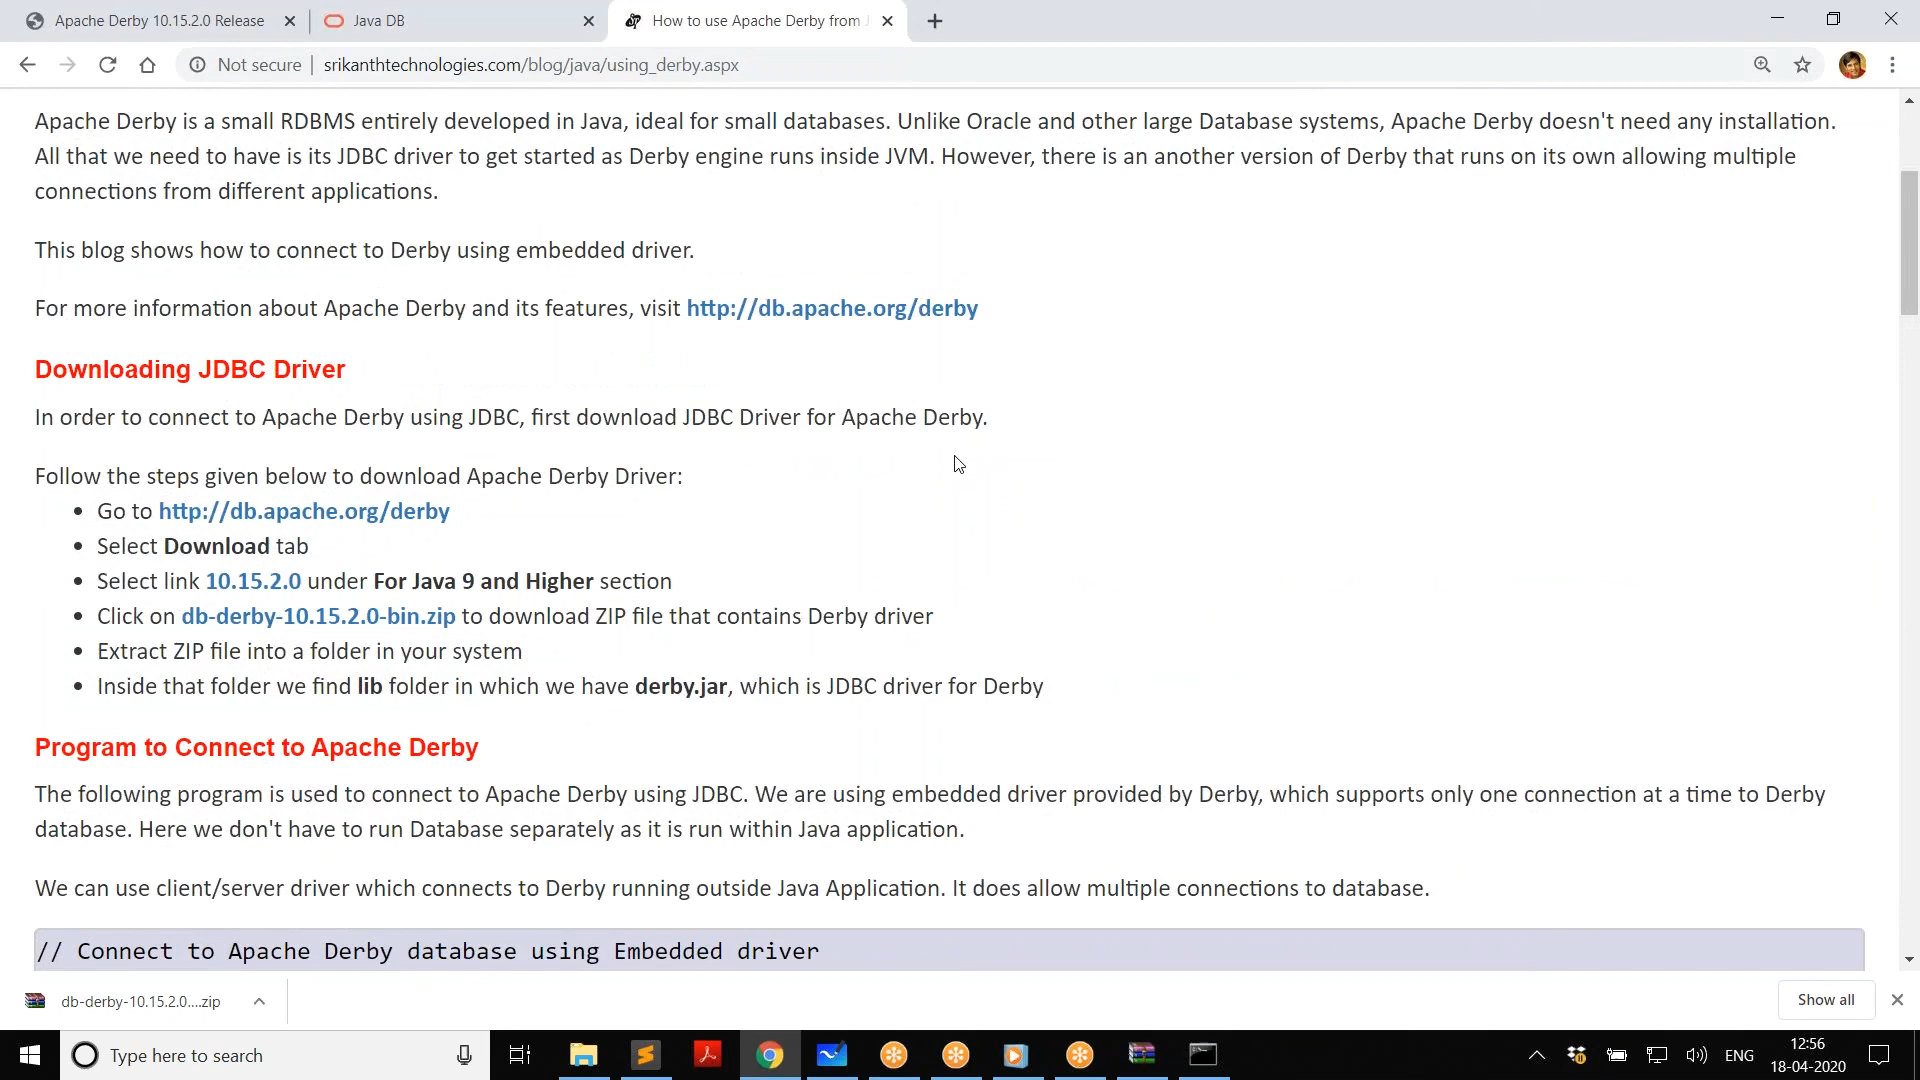 Apache Derby 10.15.2.0 Release
Java DB
How to use Apache Derby from J
Not secure | srikanthtechnologies.com/blog/java/using_derby.aspx
Apache Derby is a small RDBMS entirely developed in Java, ideal for small databases. Unlike Oracle and other large Database systems, Apache Derby doesn't need any installation.
All that we need to have is its JDBC driver to get started as Derby engine runs inside JVM. However, there is an another version of Derby that runs on its own allowing multiple
connections from different applications.
This blog shows how to connect to Derby using embedded driver.
For more information about Apache Derby and its features, visit http://db.apache.org/derby
Downloading JDBC Driver
In order to connect to Apache Derby using JDBC, first download JDBC Driver for Apache Derby.
Follow the steps given below to download Apache Derby Driver:
• Go to http://db.apache.org/derby
• Select Download tab
• Select link 10.15.2.0 under For Java 9 and Higher section
• Click on db-derby-10.15.2.0-bin.zip to download ZIP file that contains Derby driver
• Extract ZIP file into a folder in your system
• Inside that folder we find lib folder in which we have derby.jar, which is JDBC driver for Derby
Program to Connect to Apache Derby
The following program is used to connect to Apache Derby using JDBC. We are using embedded driver provided by Derby, which supports only one connection at a time to Derby
database. Here we don't have to run Database separately as it is run within Java application.
We can use client/server driver which connects to Derby running outside Java Application. It does allow multiple connections to database.
// Connect to Apache Derby database using Embedded driver
db-derby-10.15.2.0....zip
Show all
Type here to search
ENG
12:56
18-04-2020